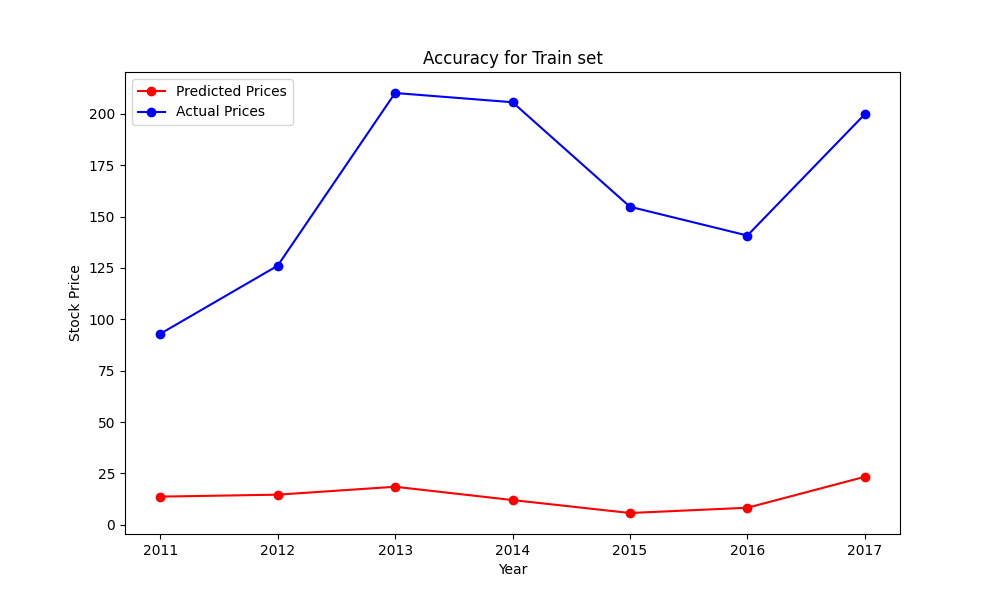 Accuracy for Train set
Predicted Prices
Actual Prices
200
175
150
125
100
75
50
25
0
Stock Price
2011 2012 2013 2014 2015 2016 2017
Year